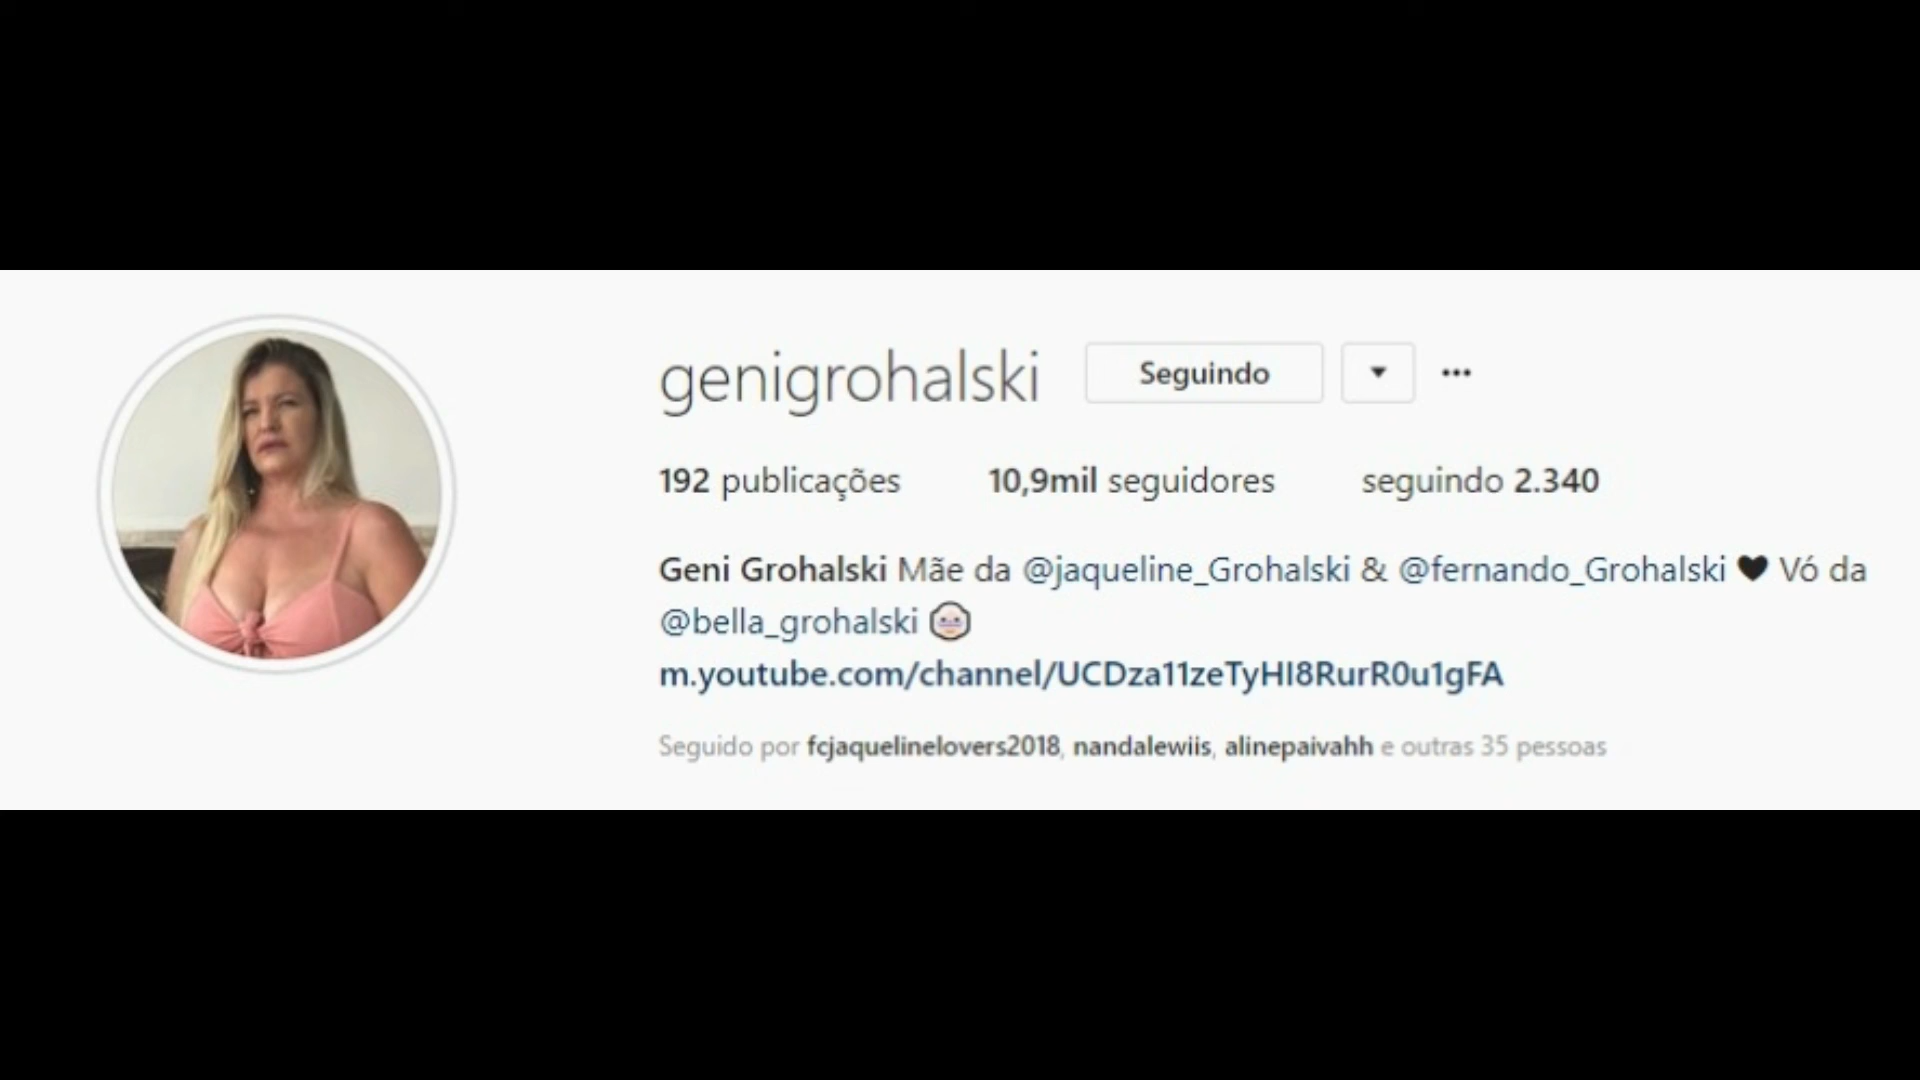 genigrohalski Seguindo
192 publicações 10,9mil seguidores seguindo 2.340
Geni Grohalski Mãe da @jaqueline_Grohalski & @fernando_Grohalski 🖤 Vó da
@bella_grohalski 
m.youtube.com/channel/UCDza11zeTyHI8RurR0u1gFA
Seguido por fcjaquelinelovers2018, nandalewiis, alinepaivahh e outras 35 pessoas